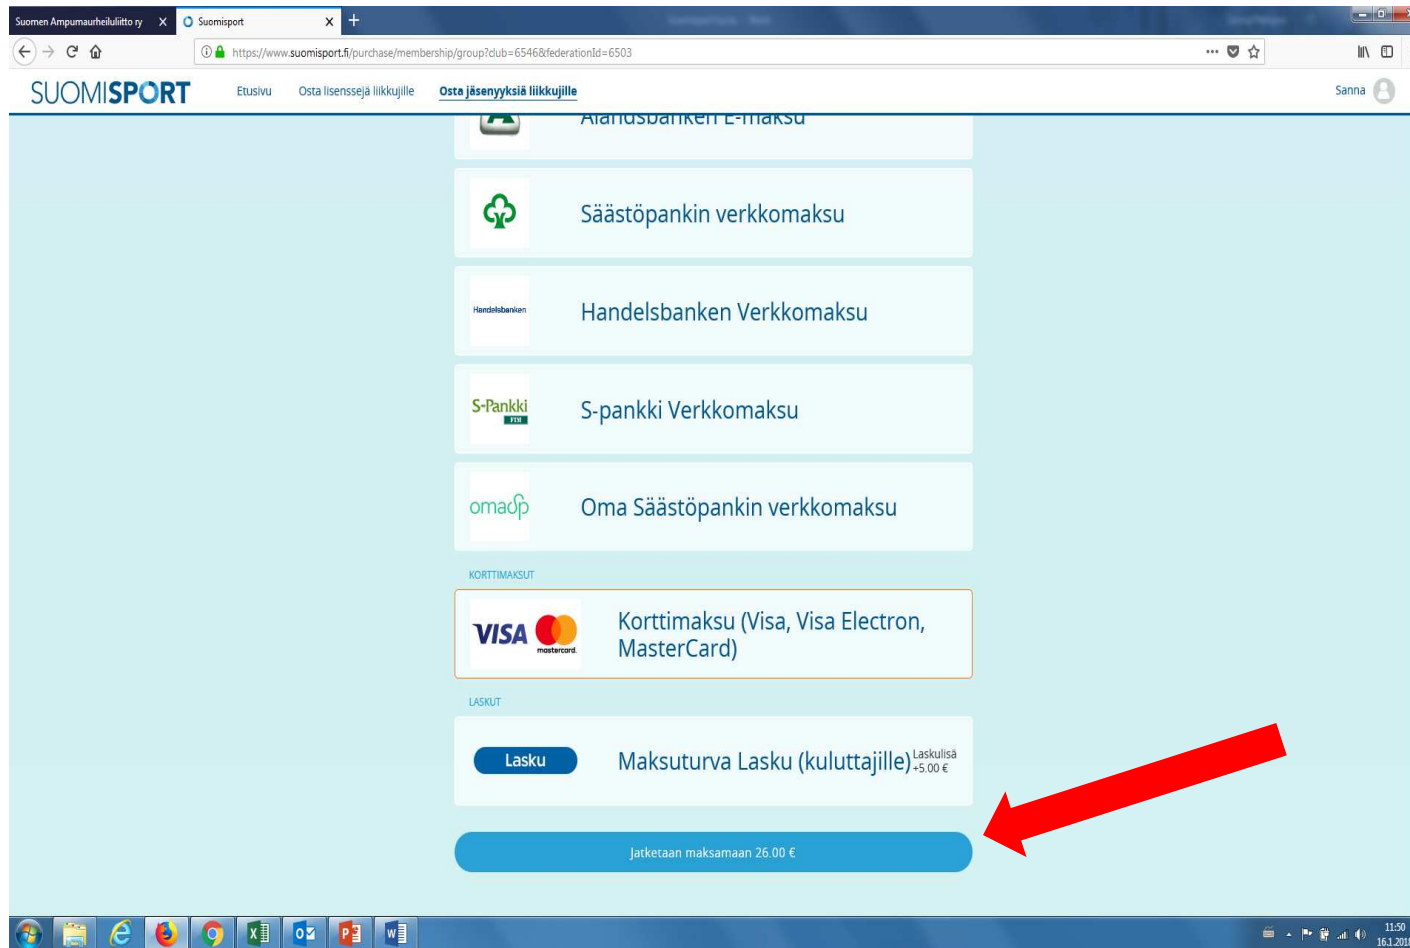 Suomen Ampumaurheiluliitto ry X Suomisport X +
https://www.suomisport.fi/purchase/membership/group?club=6546&federationId=6503
SUOMISPORT Etusivu Osta lisenssejä liikkujille Osta jäsenyyksiä liikkujille Sanna
Ålandsbanken E-maksu
Säästöpankin verkkomaksu
Handelsbanken Handelsbanken Verkkomaksu
S-Pankki FIM S-pankki Verkkomaksu
omaSp Oma Säästöpankin verkkomaksu
KORTTIMAKSUT
VISA mastercard. Korttimaksu (Visa, Visa Electron,
MasterCard)
LASKUT
Lasku Maksuturva Lasku (kuluttajille) Laskulisä
+5.00 €
Jatketaan maksamaan 26.00 €
11:50